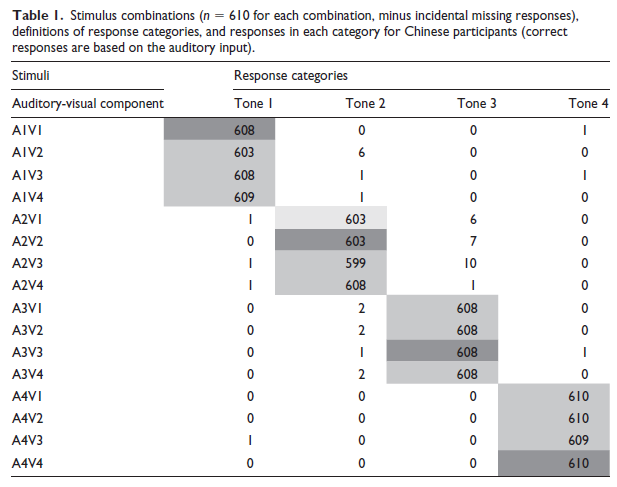 Table 1. Stimulus combinations (n = 610 for each combination, minus incidental missing responses),
definitions of response categories, and responses in each category for Chinese participants (correct
responses are based on the auditory input).
Stimuli Response categories
Auditory-visual component Tone 1 Tone 2 Tone 3 Tone 4
A1V1 608 0 0 1
A1V2 603 6 0 0
A1V3 608 1 0 1
A1V4 609 1 0 0
A2V1 1 603 6 0
A2V2 0 603 7 0
A2V3 1 599 10 0
A2V4 1 608 1 0
A3V1 0 2 608 0
A3V2 0 2 608 0
A3V3 0 1 608 1
A3V4 0 2 608 0
A4V1 0 0 0 610
A4V2 0 0 0 610
A4V3 1 0 0 609
A4V4 0 0 0 610